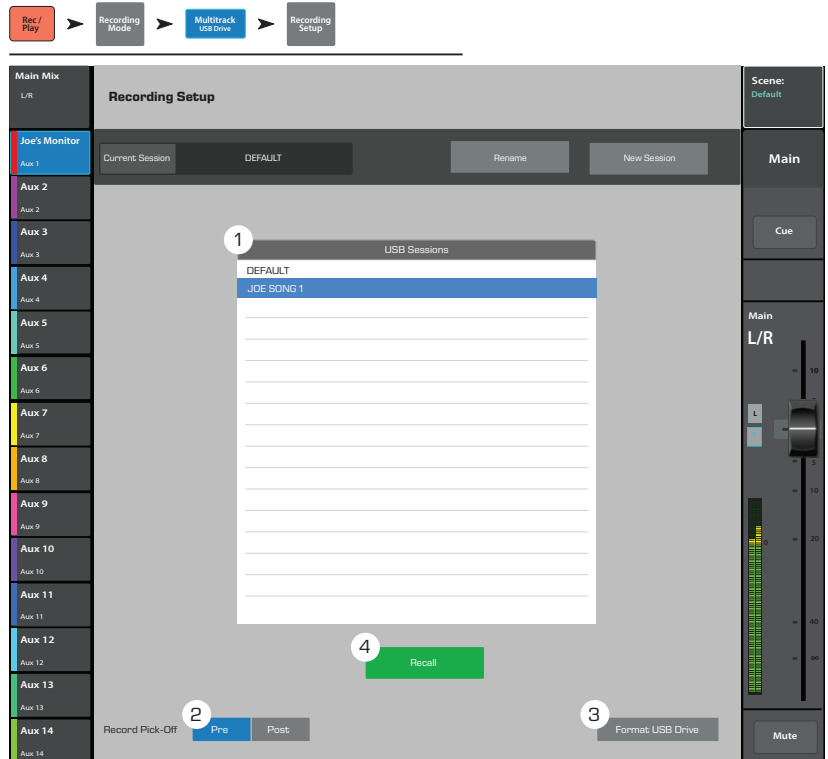 Rec/
Play
Recording
Mode
Multitrack
USB Drive
Recording
Setup
Main Mix
L/R
Recording Setup
Scene:
Default
Joe's Monitor
Aux 1
Current Session
DEFAULT
Rename
New Session
Main
Aux 2
Aux 2
Aux 3
Aux 3
Cue
1
USB Sessions
DEFAULT
JOE SONG 1
Aux 4
Aux 4
Aux 5
Aux 5
Main
L/R
Aux 6
Aux 6
10
Aux 7
Aux 7
L
Aux 8
Aux 8
5
10
Aux 9
Aux 9
Aux 10
Aux 10
0
20
Aux 11
Aux 11
40
Aux 12
Aux 12
4
Recall
∞
Aux 13
Aux 13
Aux 14
Aux 14
Record Pick-Off
2
Pre
Post
3
Format USB Drive
Mute